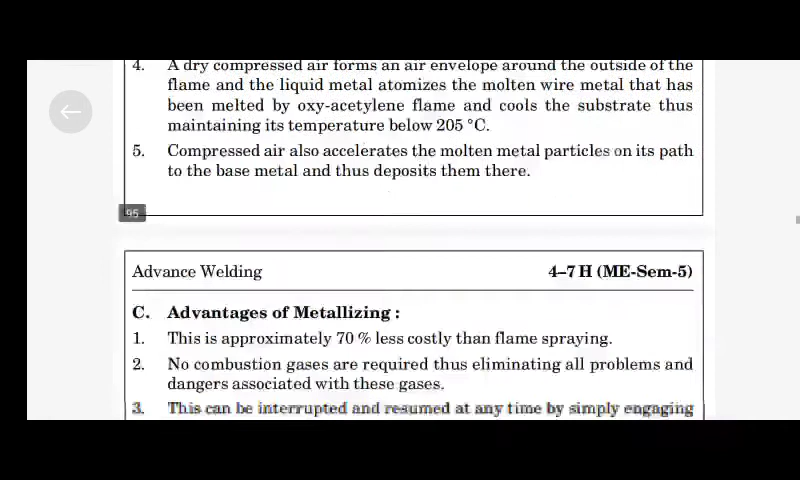 4. A dry compressed air forms an air envelope around the outside of the
flame and the liquid metal atomizes the molten wire metal that has
been melted by oxy-acetylene flame and cools the substrate thus
maintaining its temperature below 205 °C.
5. Compressed air also accelerates the molten metal particles on its path
to the base metal and thus deposits them there.
95
Advance Welding 4–7 H (ME-Sem-5)
C. Advantages of Metallizing :
1. This is approximately 70 % less costly than flame spraying.
2. No combustion gases are required thus eliminating all problems and
dangers associated with these gases.
3. This can be interrupted and resumed at any time by simply engaging